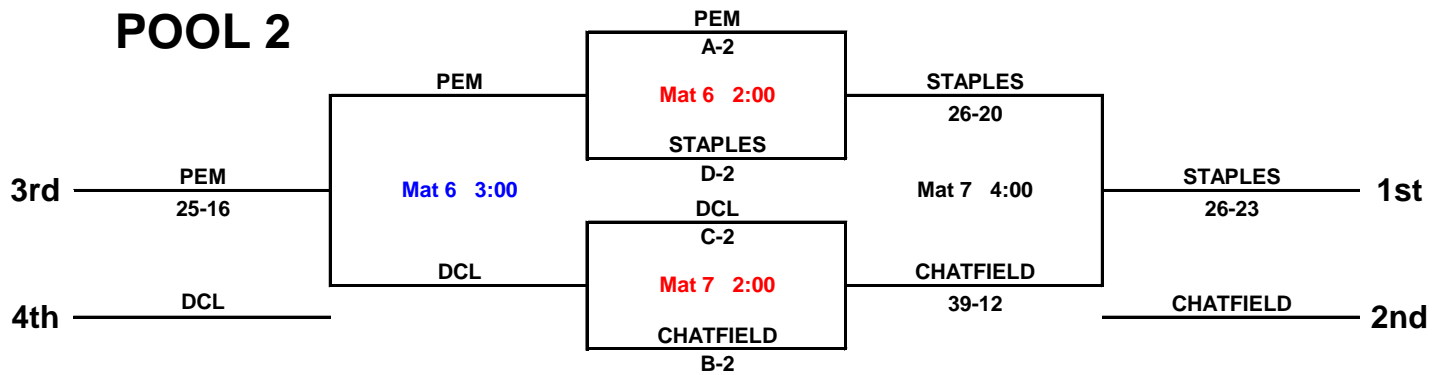 POOL 2
PEM
A-2
PEM
Mat 6 2:00
STAPLES
26-20
STAPLES
D-2
3rd
PEM
25-16
Mat 6 3:00
Mat 7 4:00
STAPLES
26-23
1st
DCL
C-2
DCL
Mat 7 2:00
CHATFIELD
39-12
4th
DCL
CHATFIELD
B-2
CHATFIELD
2nd